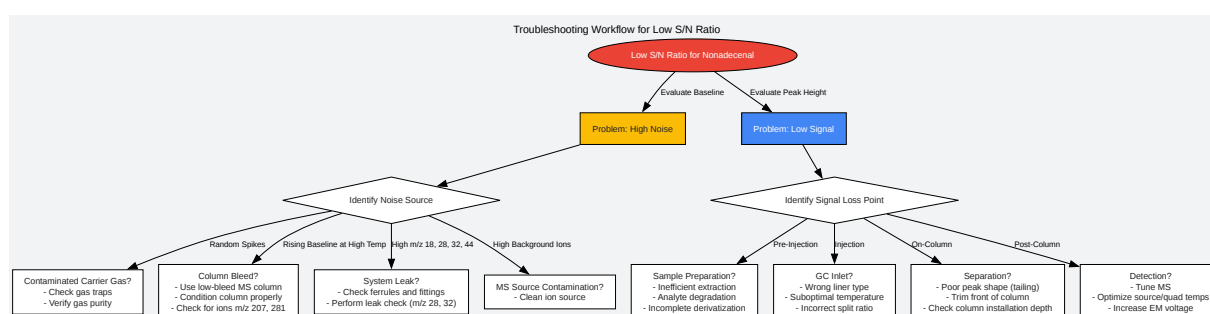 Troubleshooting Workflow for Low S/N Ratio
Low S/N Ratio for Nonadecenal
Evaluate Baseline
Evaluate Peak Height
Problem: High Noise
Problem: Low Signal
Identify Noise Source
Identify Signal Loss Point
Random Spikes
Rising Baseline at High Temp
High m/z 18, 28, 32, 44
High Background Ions
Pre-Injection
Injection
On-Column
Post-Column
Contaminated Carrier Gas?
- Check gas traps
- Verify gas purity
Column Bleed?
- Use low-bleed MS column
- Condition column properly
- Check for ions m/z 207, 281
System Leak?
- Check ferrules and fittings
- Perform leak check (m/z 28, 32)
MS Source Contamination?
- Clean ion source
Sample Preparation?
- Inefficient extraction
- Analyte degradation
- Incomplete derivatization
GC Inlet?
- Wrong liner type
- Suboptimal temperature
- Incorrect split ratio
Separation?
- Poor peak shape (tailing)
- Trim front of column
- Check column installation depth
Detection?
- Tune MS
- Optimize source/quad temps
- Increase EM voltage